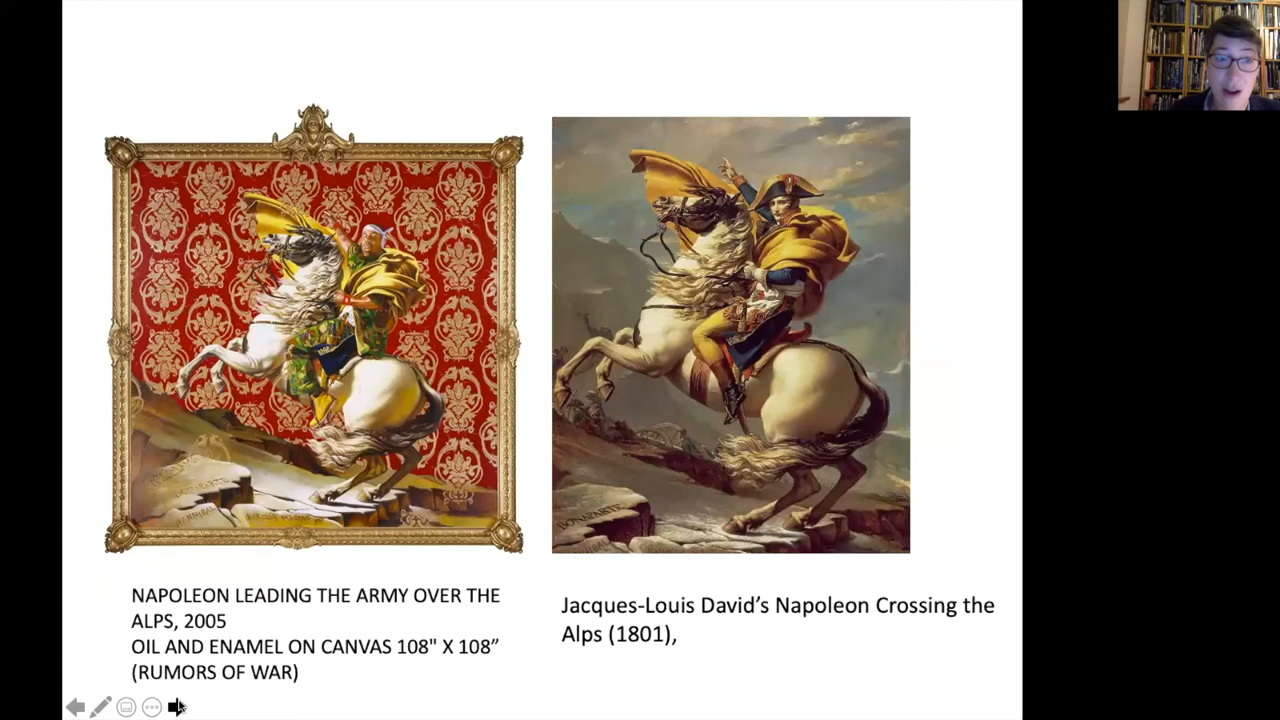 NAPOLEON LEADING THE ARMY OVER THE
ALPS, 2005
OIL AND ENAMEL ON CANVAS 108" X 108”
(RUMORS OF WAR)
Jacques-Louis David’s Napoleon Crossing the
Alps (1801),
BONAPARTE